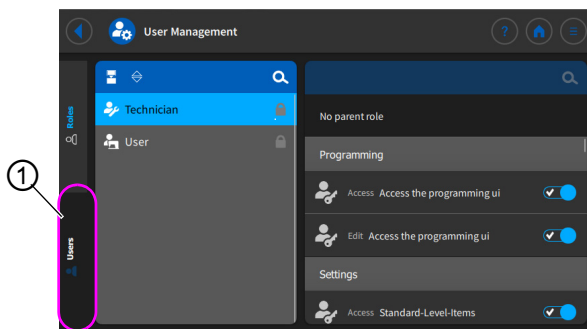 User Management
?
Roles
Technician
User
No parent role
Programming
Access Access the programming ui
Edit Access the programming ui
Settings
Access Standard-Level-Items
1
Users